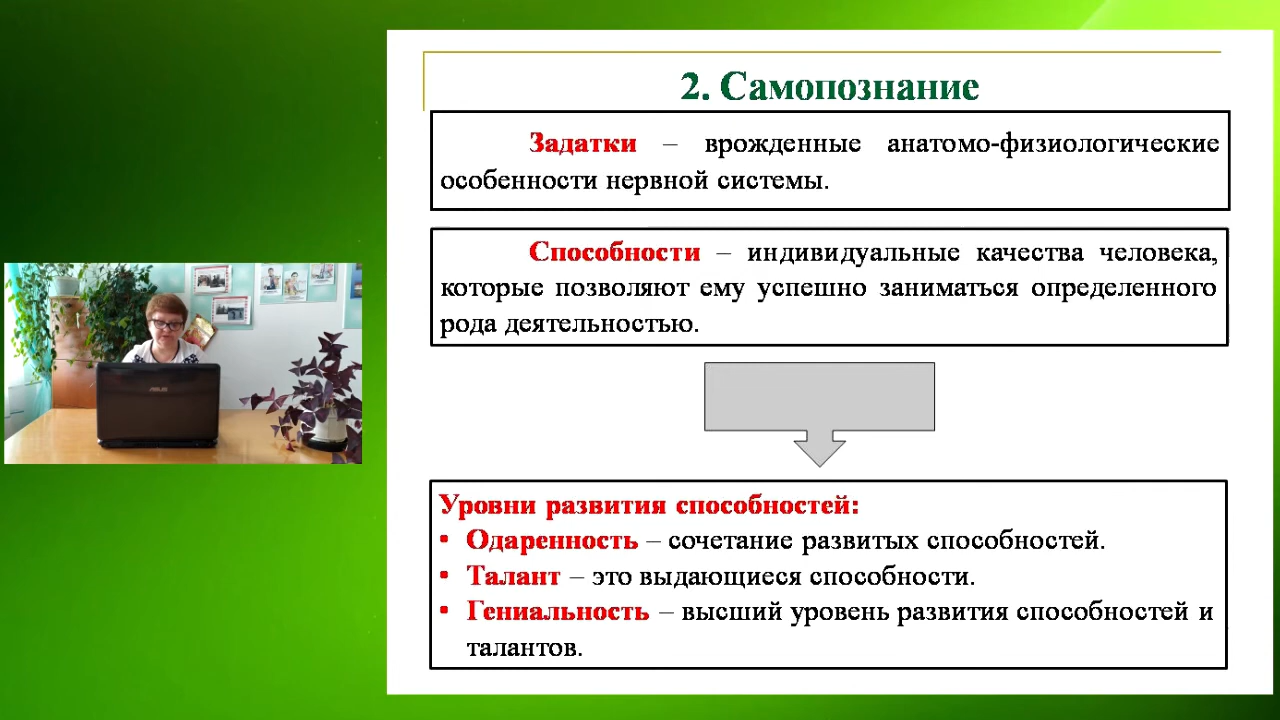 2. Самопознание
Задатки – врожденные анатомо-физиологические
особенности нервной системы.
Способности – индивидуальные качества человека,
которые позволяют ему успешно заниматься определенного
рода деятельностью.
Уровни развития способностей:
• Одаренность – сочетание развитых способностей.
• Талант – это выдающиеся способности.
• Гениальность – высший уровень развития способностей и
талантов.
ASUS